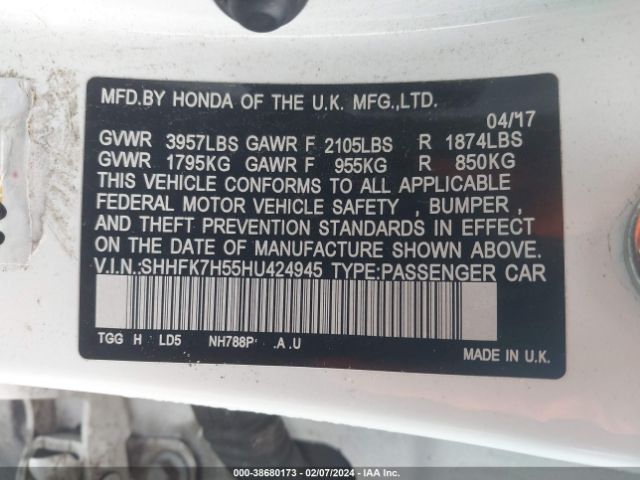 MFD.BY HONDA OF THE U.K. MFG.,LTD.
04/17
GVWR 3957LBS GAWR F 2105LBS R 1874LBS
GVWR 1795KG GAWR F 955KG R 850KG
THIS VEHICLE CONFORMS TO ALL APPLICABLE
FEDERAL MOTOR VEHICLE SAFETY , BUMPER ,
AND THEFT PREVENTION STANDARDS IN EFFECT
ON THE DATE OF MANUFACTURE SHOWN ABOVE.
V.I.N.:SHHFK7H55HU424945 TYPE:PASSENGER CAR
TGG H LD5 NH788P .A .U
MADE IN U.K.
000-38680173 - 02/07/2024 - IAA Inc.